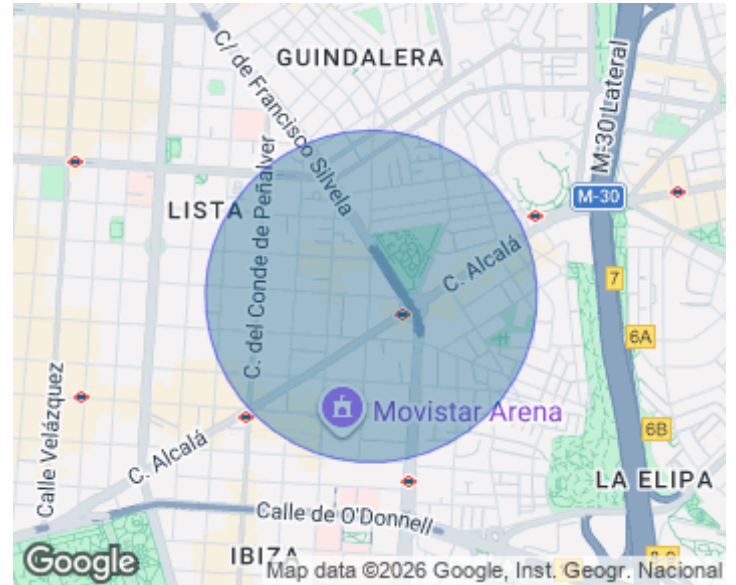 GUINDALERA
C/ de Francisco Silvela
M-30 Lateral
C. del Conde de Peñalver
LISTA
M-30
C. Alcalá
7
6A
Calle Velázquez
Movistar Arena
6B
C. Alcalá
LA ELIPA
Calle de O'Donnell
IBIZA
Google
Map data ©2026 Google, Inst. Geogr. Nacional